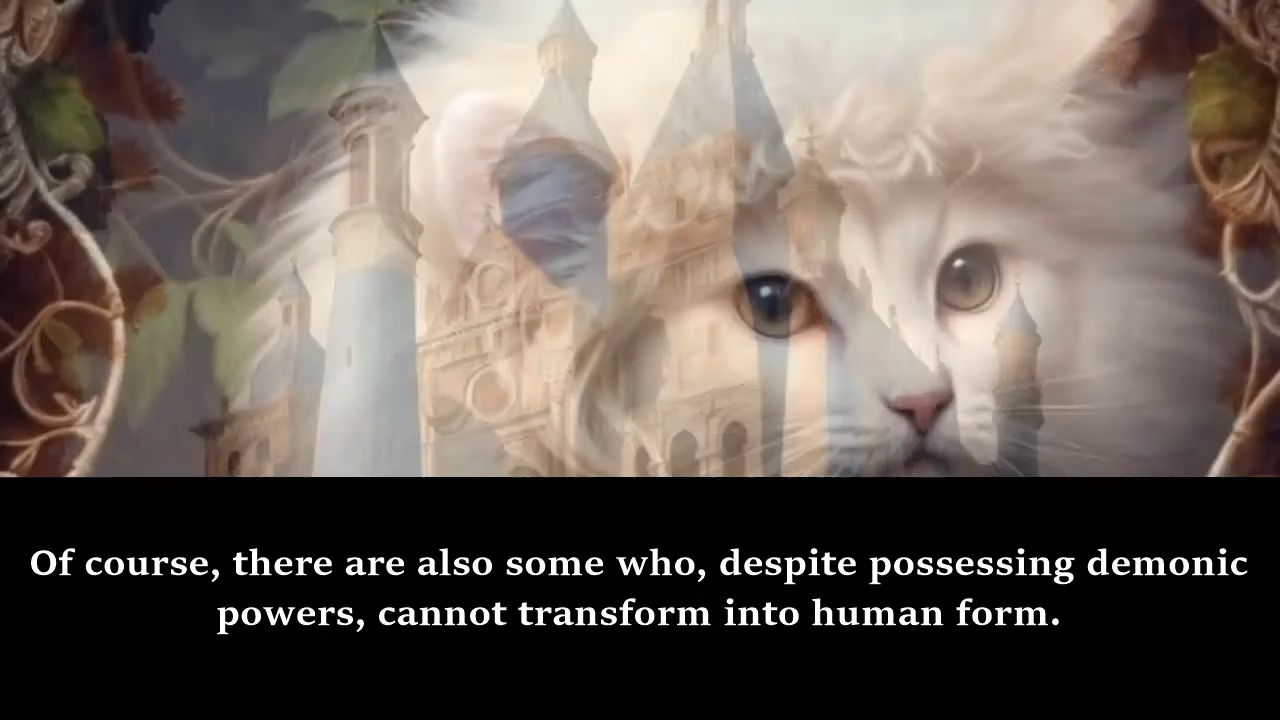 Of course, there are also some who, despite possessing demonic
powers, cannot transform into human form.